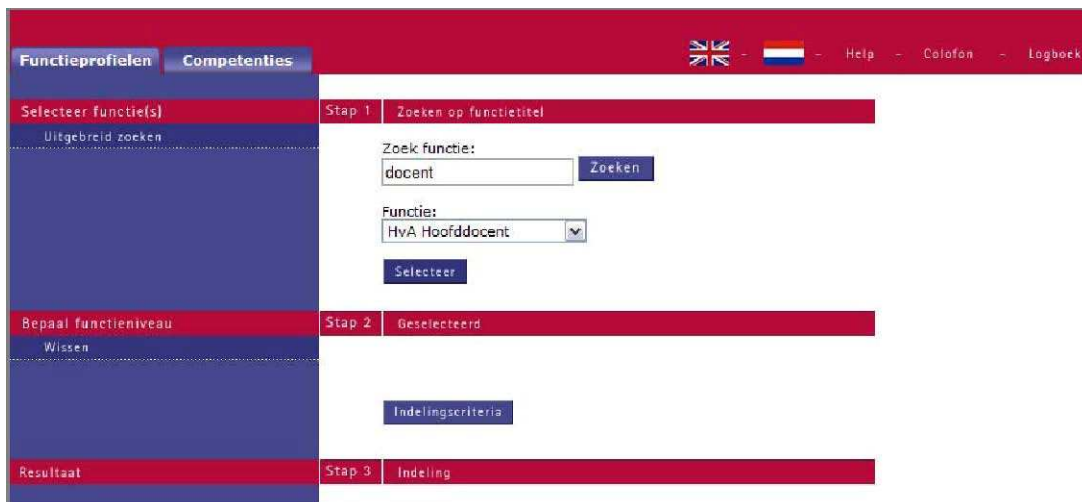 Functieprofielen Competenties - - Help - Colofon - Logboek
Selecteer functie(s) Stap 1 Zoeken op functietitel
Uitgebreid zoeken
Zoek functie:
docent Zoeken
Functie:
HvA Hoofddocent
Selecteer
Bepaal functieniveau Stap 2 Geselecteerd
Wissen
Indelingscriteria
Resultaat Stap 3 Indeling